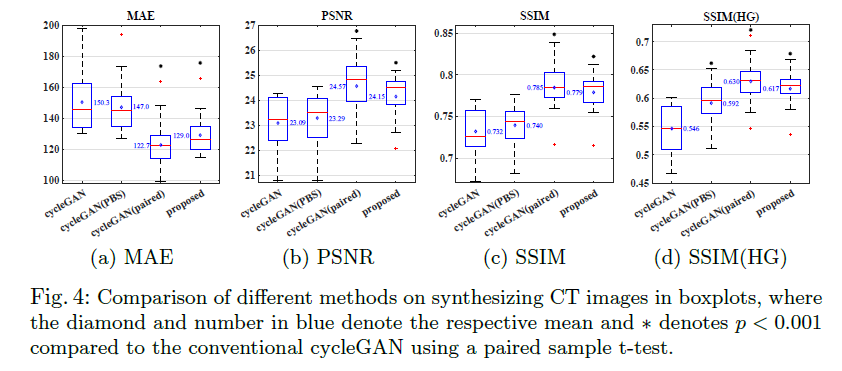 MAE PSNR SSIM SSIM(HG)
200 27 0.85 0.7
180 26 0.8 0.65
160 25 0.75 0.6
140 24 0.7 0.55
120 23 0.5
100 22 0.45
21
150.3 147.0 122.7 129.0
23.09 23.29 24.57 24.15
0.732 0.740 0.785 0.779
0.546 0.592 0.630 0.617
cycleGAN cycleGAN(PBS) cycleGAN(paired) proposed
cycleGAN cycleGAN(PBS) cycleGAN(paired) proposed
cycleGAN cycleGAN(PBS) cycleGAN(paired) proposed
cycleGAN cycleGAN(PBS) cycleGAN(paired) proposed
(a) MAE (b) PSNR (c) SSIM (d) SSIM(HG)
Fig. 4: Comparison of different methods on synthesizing CT images in boxplots, where
the diamond and number in blue denote the respective mean and ∗ denotes p < 0.001
compared to the conventional cycleGAN using a paired sample t-test.